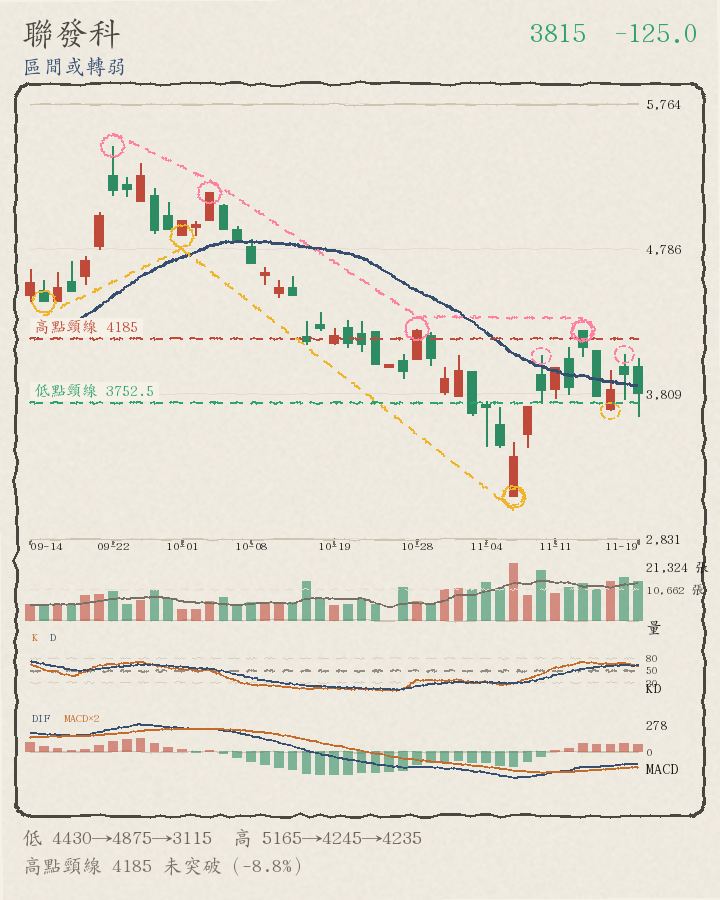 聯發科
3815 -125.0
區間或轉弱
5,764
4,786
高點頸線 4185
低點頸線 3752.5
3,809
2,831
09-14 09-22 10-01 10-08 10-19 10-28 11-04 11-11 11-19
21,324 張
10,662 張
量
K D
80
50
20
KD
DIF MACD×2
278
0
MACD
低 4430→4875→3115 高 5165→4245→4235
高點頸線 4185 未突破 (-8.8%)